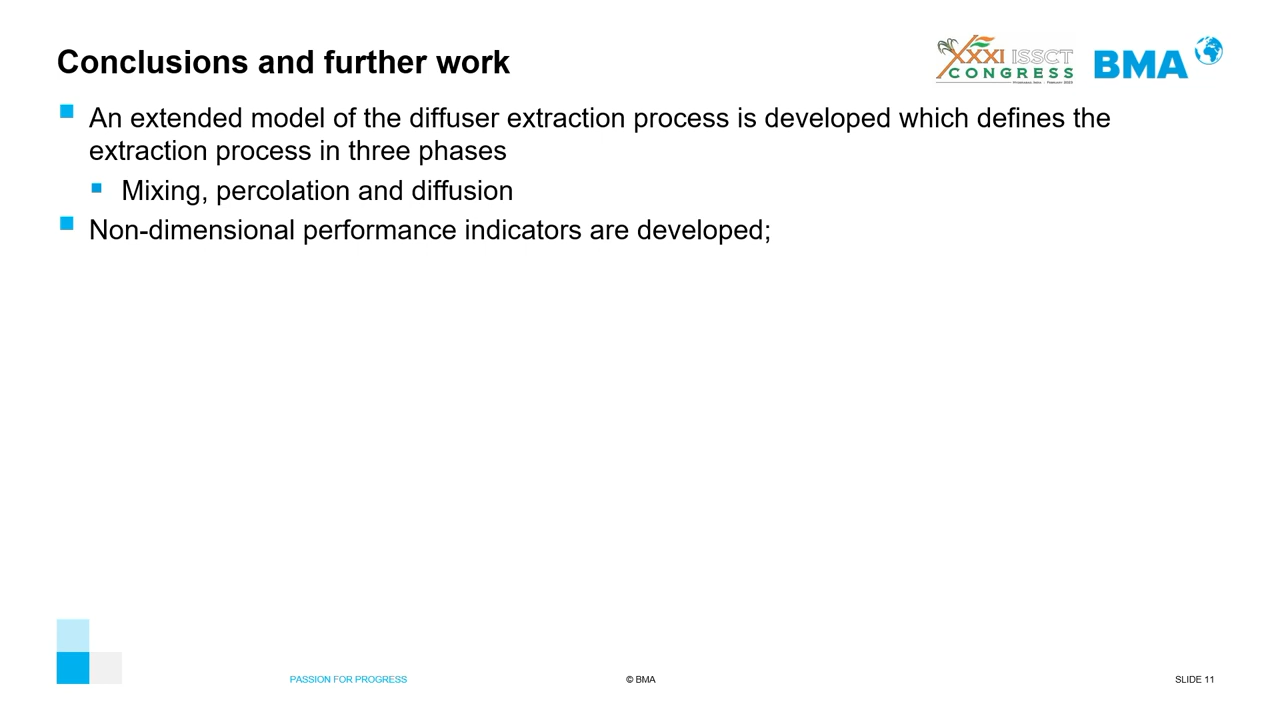 Conclusions and further work
XXXI ISSCT
CONGRESS
BMA
An extended model of the diffuser extraction process is developed which defines the
extraction process in three phases
Mixing, percolation and diffusion
Non-dimensional performance indicators are developed;
PASSION FOR PROGRESS
© BMA
SLIDE 11